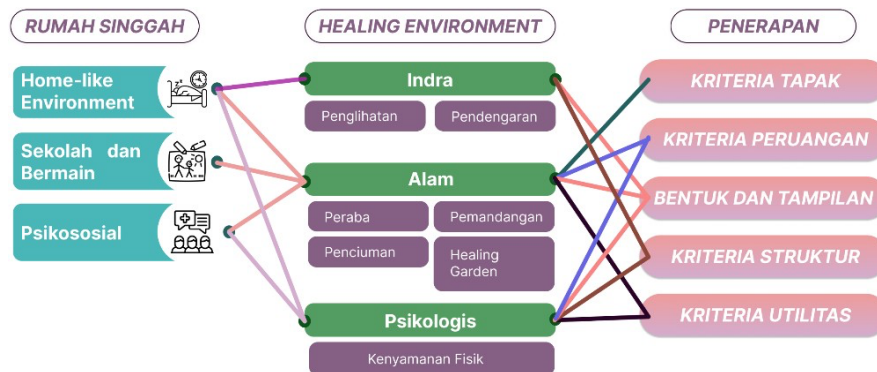 RUMAH SINGGAH
HEALING ENVIRONMENT
PENERAPAN
Home-like
Environment
Sekolah dan
Bermain
Psikososial
Indra
Penglihatan
Pendengaran
Alam
Peraba
Pemandangan
Penciuman
Healing
Garden
Psikologis
Kenyamanan Fisik
KRITERIA TAPAK
KRITERIA PERUANGAN
BENTUK DAN TAMPILAN
KRITERIA STRUKTUR
KRITERIA UTILITAS